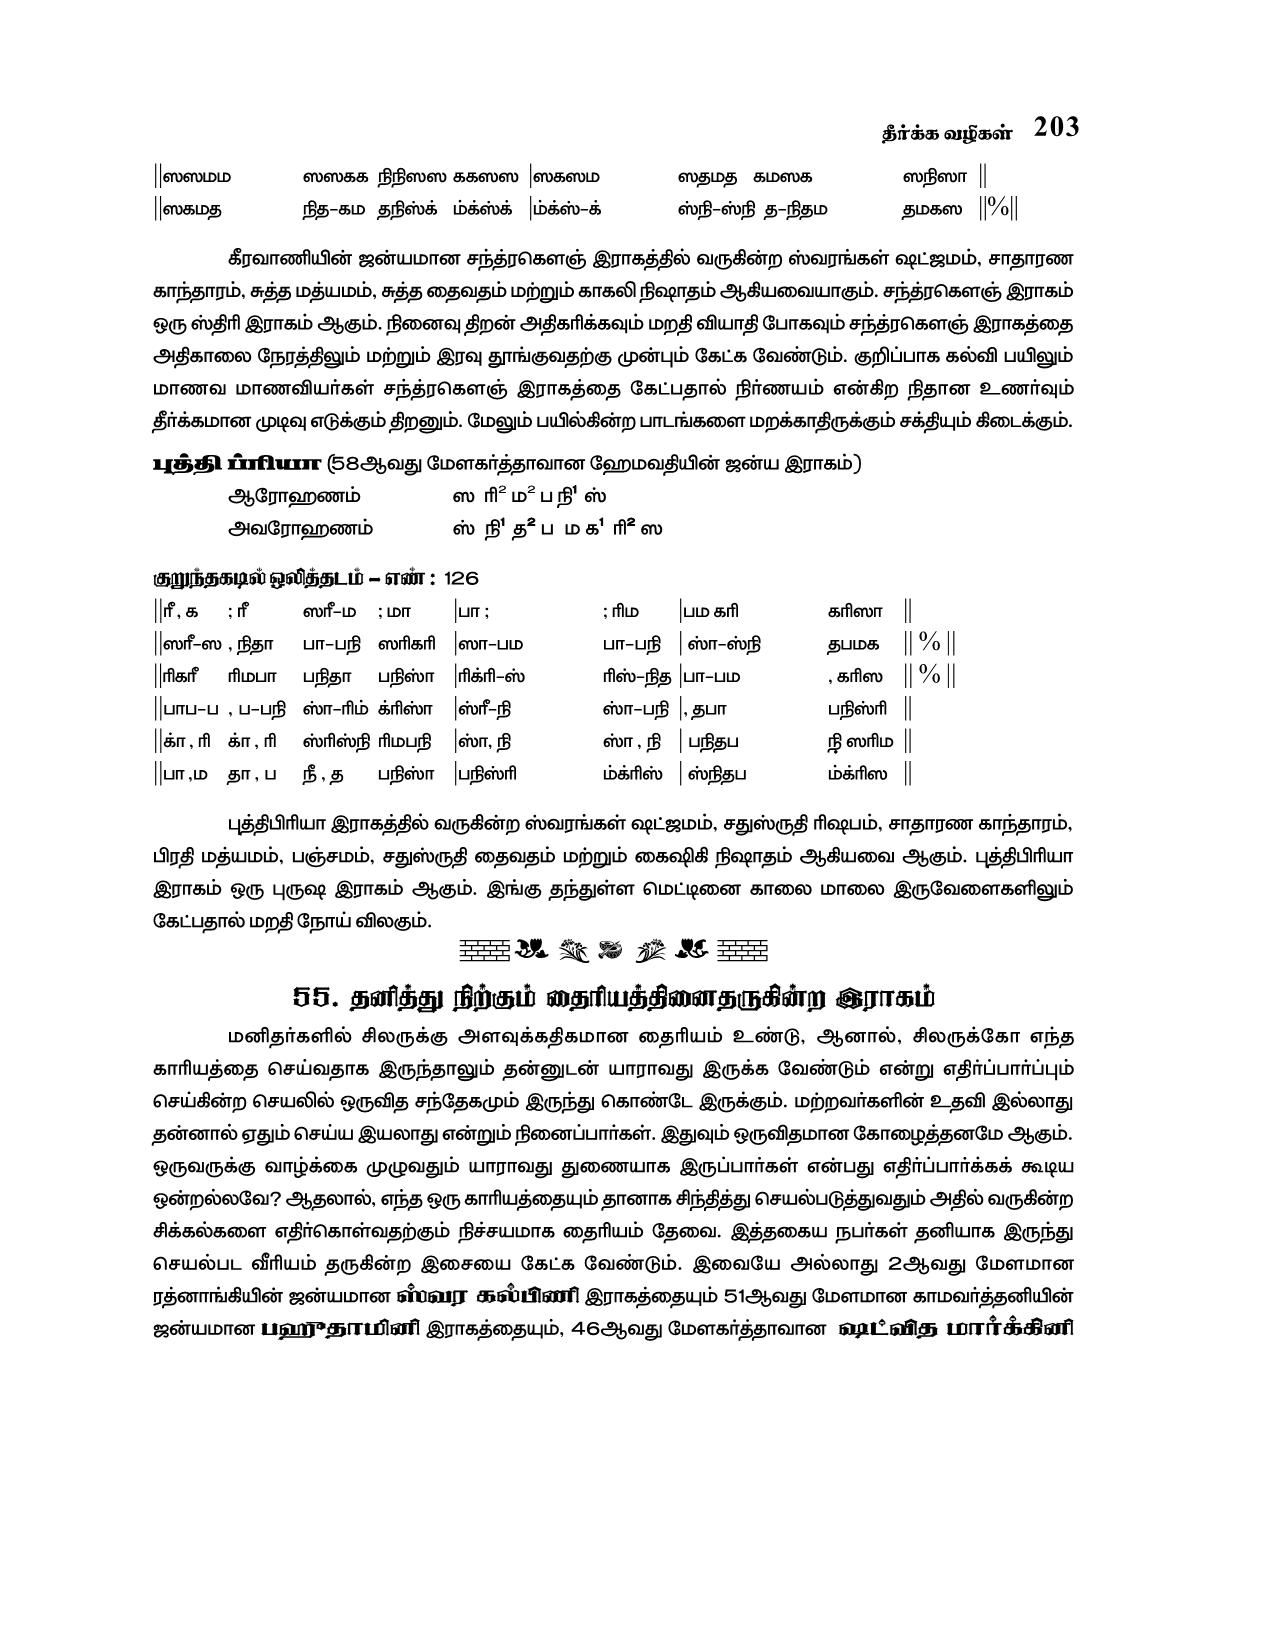 தீர்க்க வழிகள் 203
||ஸஸமம ஸஸகக நிநிஸஸ ககஸஸ |ஸகஸம ஸதமத கமஸக ஸநிஸா ||
||ஸகமத நித-கம தநிஸ்க் ம்க்ஸ்க் |ம்க்ஸ்-க் ஸ்நி-ஸ்நி த-நிதம தமகஸ ||%||
கீரவாணியின் ஜன்யமான சந்த்ரகௌஞ் இராகத்தில் வருகின்ற ஸ்வரங்கள் ஷட்ஜமம், சாதாரண
காந்தாரம், சுத்த மத்யமம், சுத்த தைவதம் மற்றும் காகலி நிஷாதம் ஆகியவையாகும். சந்த்ரகௌஞ் இராகம்
ஒரு ஸ்திரி இராகம் ஆகும். நினைவு திறன் அதிகரிக்கவும் மறதி வியாதி போகவும் சந்த்ரகௌஞ் இராகத்தை
அதிகாலை நேரத்திலும் மற்றும் இரவு தூங்குவதற்கு முன்பும் கேட்க வேண்டும். குறிப்பாக கல்வி பயிலும்
மாணவ மாணவியர்கள் சந்த்ரகௌஞ் இராகத்தை கேட்பதால் நிர்ணயம் என்கிற நிதான உணர்வும்
தீர்க்கமான முடிவு எடுக்கும் திறனும். மேலும் பயில்கின்ற பாடங்களை மறக்காதிருக்கும் சக்தியும் கிடைக்கும்.
புத்தி ப்ரியா (58ஆவது மேளகர்த்தாவான ஹேமவதியின் ஜன்ய இராகம்)
ஆரோஹணம் ஸ ரி² ம² ப நி¹ ஸ்
அவரோஹணம் ஸ் நி¹ த² ப ம க¹ ரி² ஸ
குறுந்தகடில் ஒலித்தடம் – எண் : 126
||ரீ , க ; ரீ ஸரீ-ம ; மா |பா ; ; ரிம |பம கரி கரிஸா ||
||ஸரீ-ஸ , நிதா பா-பநி ஸரிகரி |ஸா-பம பா-பநி | ஸ்ா-ஸ்நி தபமக || % ||
||ரிகரீ ரிமபா பநிதா பநிஸ்ா |ரிக்ரி-ஸ் ரிஸ்-நித |பா-பம , கரிஸ || % ||
||பாப-ப , ப-பநி ஸ்ா-ரிம் க்ரிஸ்ா |ஸ்ரீ-நி ஸ்ா-பநி |, தபா பநிஸ்ரி ||
||க்ா , ரி க்ா , ரி ஸ்ரிஸ்நி ரிமபநி |ஸ்ா, நி ஸ்ா , நி | பநிதப நி ஸரிம ||
||பா ,ம தா , ப நீ , த பநிஸ்ா |பநிஸ்ரி ம்க்ரிஸ் | ஸ்நிதப ம்க்ரிஸ ||
புத்திபிரியா இராகத்தில் வருகின்ற ஸ்வரங்கள் ஷட்ஜமம், சதுஸ்ருதி ரிஷபம், சாதாரண காந்தாரம்,
பிரதி மத்யமம், பஞ்சமம், சதுஸ்ருதி தைவதம் மற்றும் கைஷிகி நிஷாதம் ஆகியவை ஆகும். புத்திபிரியா
இராகம் ஒரு புருஷ இராகம் ஆகும். இங்கு தந்துள்ள மெட்டினை காலை மாலை இருவேளைகளிலும்
கேட்பதால் மறதி நோய் விலகும்.
55. தனித்து நிற்கும் தைரியத்தினைதருகின்ற இராகம்
மனிதர்களில் சிலருக்கு அளவுக்கதிகமான தைரியம் உண்டு, ஆனால், சிலருக்கோ எந்த
காரியத்தை செய்வதாக இருந்தாலும் தன்னுடன் யாராவது இருக்க வேண்டும் என்று எதிர்ப்பார்ப்பும்
செய்கின்ற செயலில் ஒருவித சந்தேகமும் இருந்து கொண்டே இருக்கும். மற்றவர்களின் உதவி இல்லாது
தன்னால் ஏதும் செய்ய இயலாது என்றும் நினைப்பார்கள். இதுவும் ஒருவிதமான கோழைத்தனமே ஆகும்.
ஒருவருக்கு வாழ்க்கை முழுவதும் யாராவது துணையாக இருப்பார்கள் என்பது எதிர்ப்பார்க்கக் கூடிய
ஒன்றல்லவே? ஆதலால், எந்த ஒரு காரியத்தையும் தானாக சிந்தித்து செயல்படுத்துவதும் அதில் வருகின்ற
சிக்கல்களை எதிர்கொள்வதற்கும் நிச்சயமாக தைரியம் தேவை. இத்தகைய நபர்கள் தனியாக இருந்து
செயல்பட வீரியம் தருகின்ற இசையை கேட்க வேண்டும். இவையே அல்லாது 2ஆவது மேளமான
ரத்னாங்கியின் ஜன்யமான ஸ்வர கல்பிணி இராகத்தையும் 51ஆவது மேளமான காமவர்த்தனியின்
ஜன்யமான பஹூதாமினி இராகத்தையும், 46ஆவது மேளகர்த்தாவான ஷட்வித மார்க்கினி